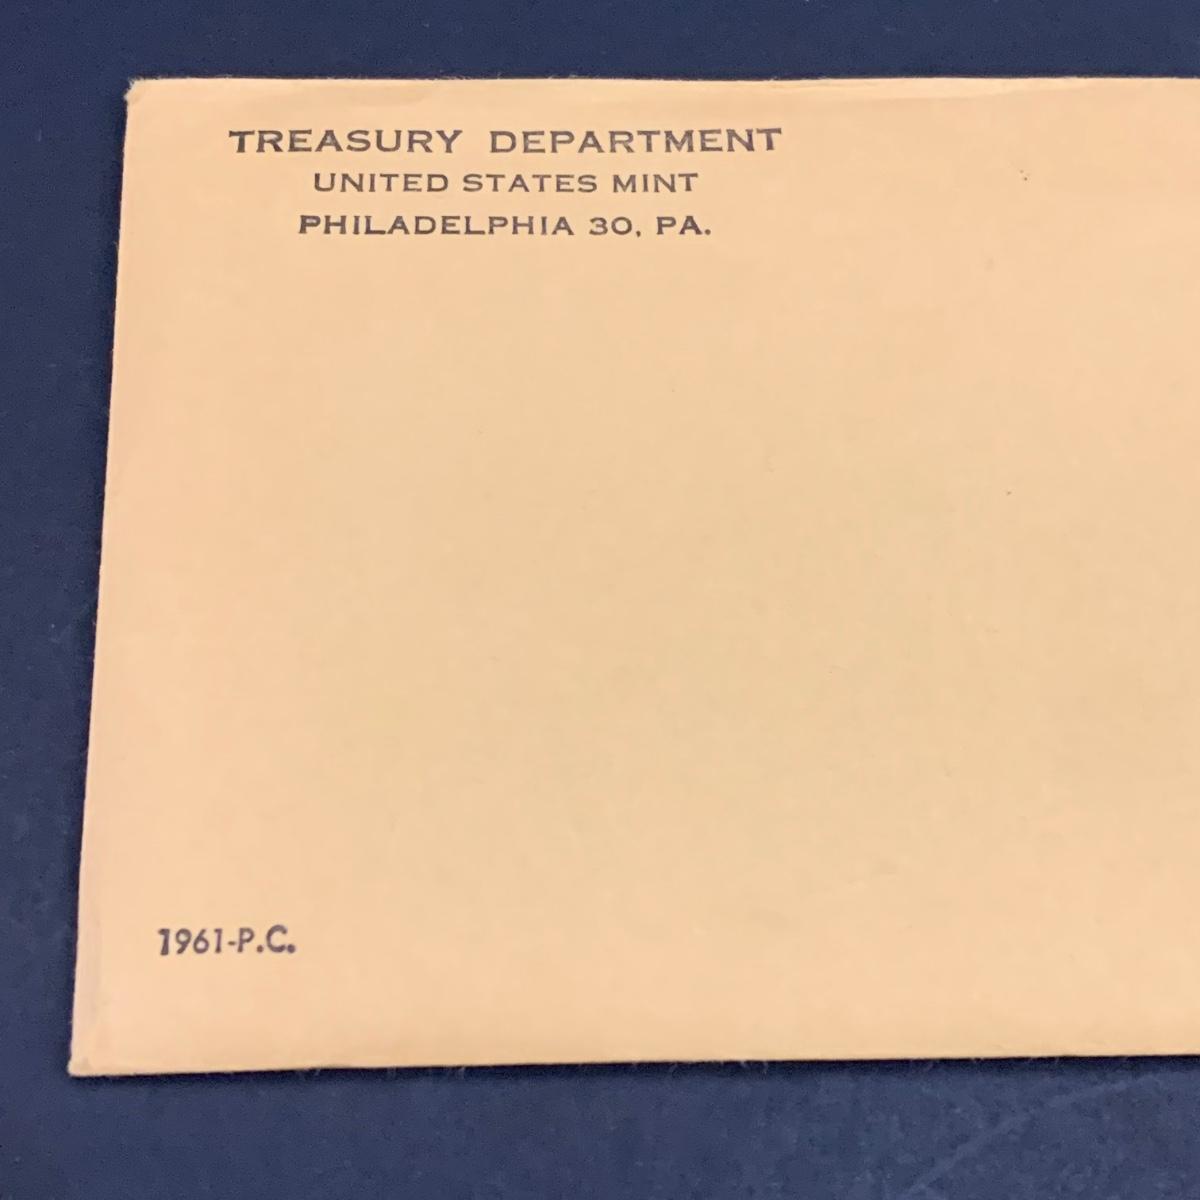 TREASURY DEPARTMENT
UNITED STATES MINT
PHILADELPHIA 30, PA.
1961-P.C.